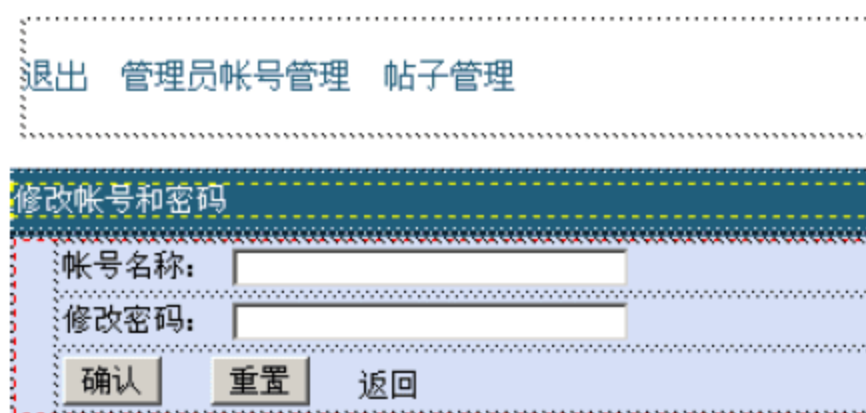 退出 管理员帐号管理 帖子管理
修改帐号和密码
帐号名称：
修改密码：
确认 重置 返回